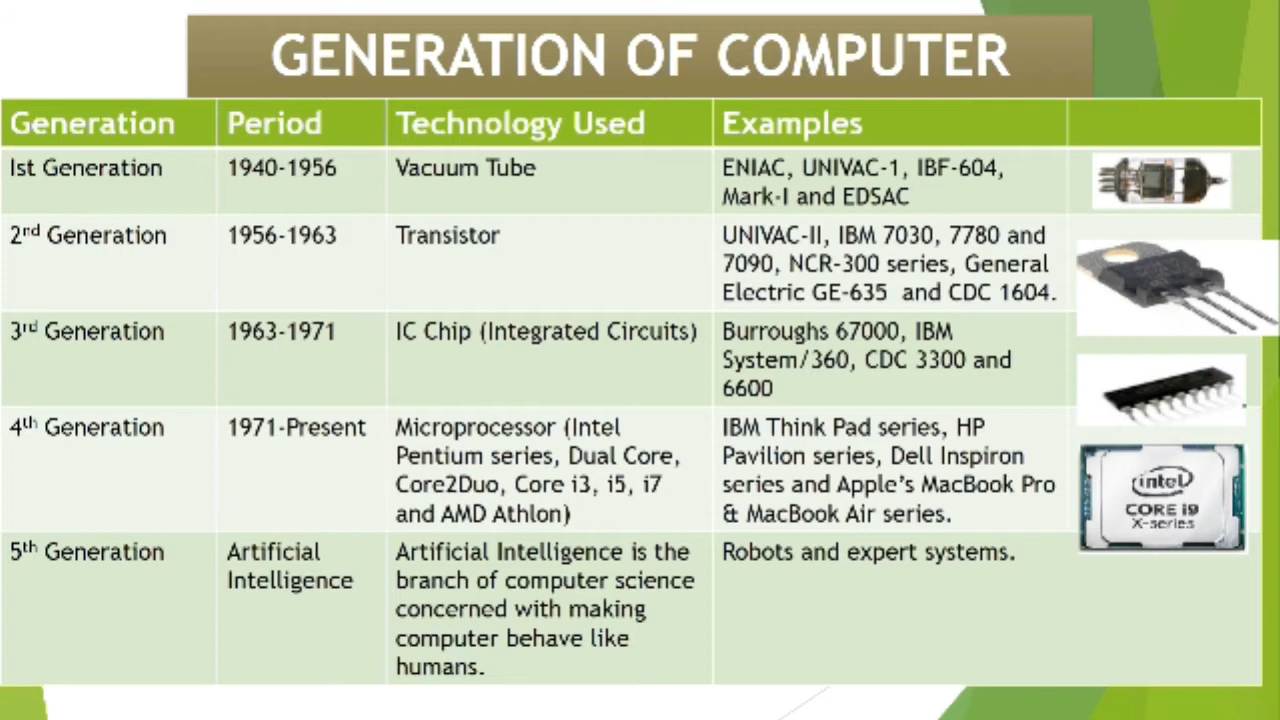 GENERATION OF COMPUTER
Generation Period Technology Used Examples
Ist Generation 1940-1956 Vacuum Tube ENIAC, UNIVAC-1, IBF-604,
Mark-I and EDSAC
2nd Generation 1956-1963 Transistor UNIVAC-II, IBM 7030, 7780 and
7090, NCR-300 series, General
Electric GE-635 and CDC 1604.
3rd Generation 1963-1971 IC Chip (Integrated Circuits) Burroughs 67000, IBM
System/360, CDC 3300 and
6600
4th Generation 1971-Present Microprocessor (Intel IBM Think Pad series, HP
Pentium series, Dual Core, Pavilion series, Dell Inspiron
Core2Duo, Core i3, i5, i7 series and Apple's MacBook Pro
and AMD Athlon) & MacBook Air series.
intel
CORE i9
X-series
5th Generation Artificial Artificial Intelligence is the Robots and expert systems.
Intelligence branch of computer science
concerned with making
computer behave like
humans.